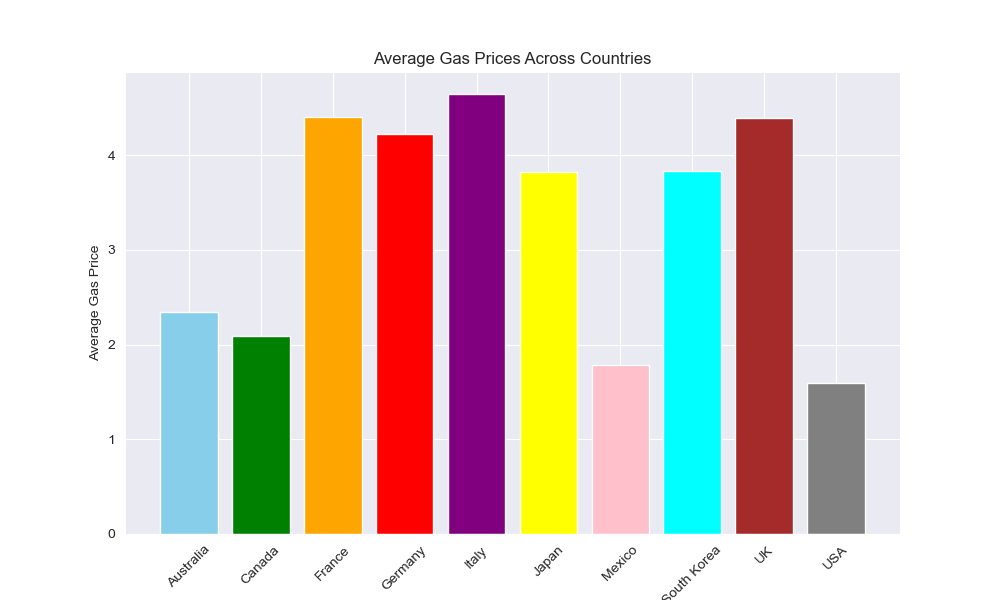 Average Gas Prices Across Countries
Average Gas Price
4
3
2
1
0
Australia
Canada
France
Germany
Italy
Japan
Mexico
South Korea
UK
USA